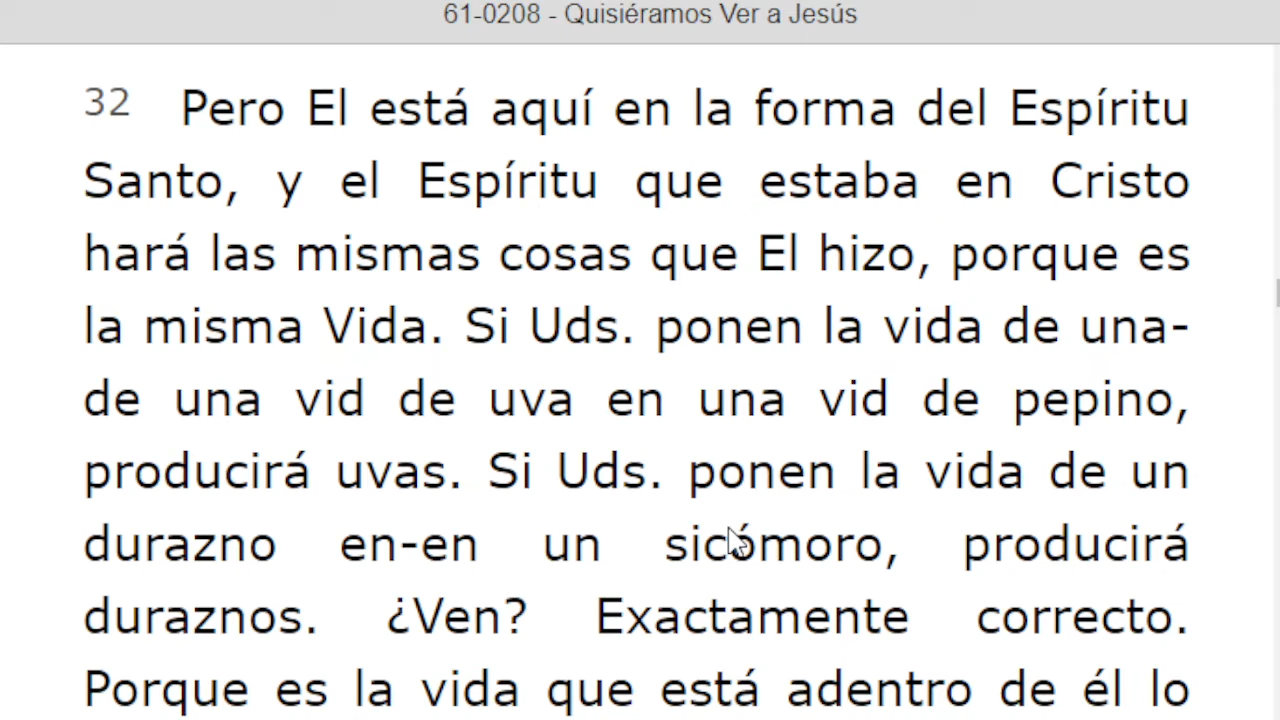 61-0208 - Quisiéramos Ver a Jesús
32 Pero El está aquí en la forma del Espíritu
Santo, y el Espíritu que estaba en Cristo
hará las mismas cosas que El hizo, porque es
la misma Vida. Si Uds. ponen la vida de una-
de una vid de uva en una vid de pepino,
producirá uvas. Si Uds. ponen la vida de un
durazno en-en un sicómoro, producirá
duraznos. ¿Ven? Exactamente correcto.
Porque es la vida que está adentro de él lo